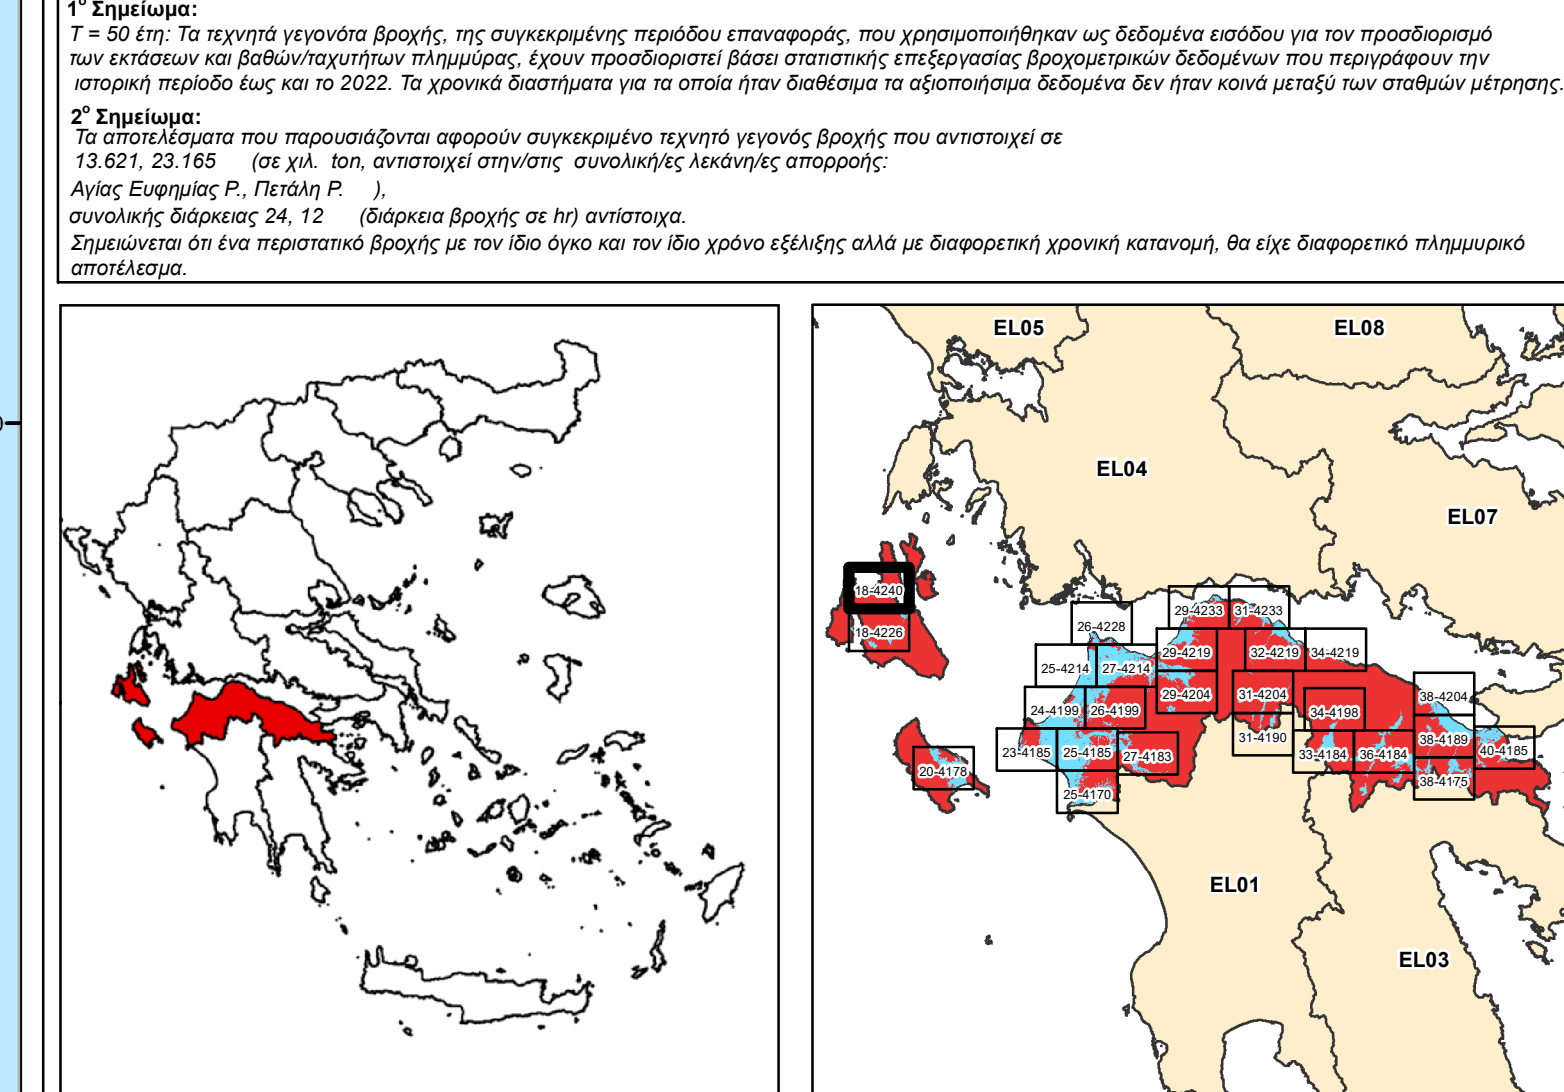 1ο Σημείωμα:
T = 50 έτη: Τα τεχνητά γεγονότα βροχής, της συγκεκριμένης περιόδου επαναφοράς, που χρησιμοποιήθηκαν ως δεδομένα εισόδου για τον προσδιορισμό
των εκτάσεων και βαθών/ταχυτήτων πλημμύρας, έχουν προσδιοριστεί βάσει στατιστικής επεξεργασίας βροχομετρικών δεδομένων που περιγράφουν την
ιστορική περίοδο έως και το 2022. Τα χρονικά διαστήματα για τα οποία ήταν διαθέσιμα τα αξιοποιήσιμα δεδομένα δεν ήταν κοινά μεταξύ των σταθμών μέτρησης.
2ο Σημείωμα:
Τα αποτελέσματα που παρουσιάζονται αφορούν συγκεκριμένο τεχνητό γεγονός βροχής που αντιστοιχεί σε
13.621, 23.165 (σε χιλ. ton, αντιστοιχεί στην/στις συνολική/ες λεκάνη/ες απορροής:
Αγίας Ευφημίας Ρ., Πετάλη Ρ. ),
συνολικής διάρκειας 24, 12 (διάρκεια βροχής σε hr) αντίστοιχα.
Σημειώνεται ότι ένα περιστατικό βροχής με τον ίδιο όγκο και τον ίδιο χρόνο εξέλιξης αλλά με διαφορετική χρονική κατανομή, θα είχε διαφορετικό πλημμυρικό
αποτέλεσμα.
EL05
EL08
EL04
EL07
18-4240
18-4226
29-4233
31-4233
26-4228
29-4219
32-4219
34-4219
25-4214
27-4214
29-4204
31-4204
38-4204
24-4199
26-4199
34-4198
31-4190
38-4189
23-4185
25-4185
27-4183
33-4184
36-4184
40-4185
20-4178
38-4175
25-4170
EL01
EL03